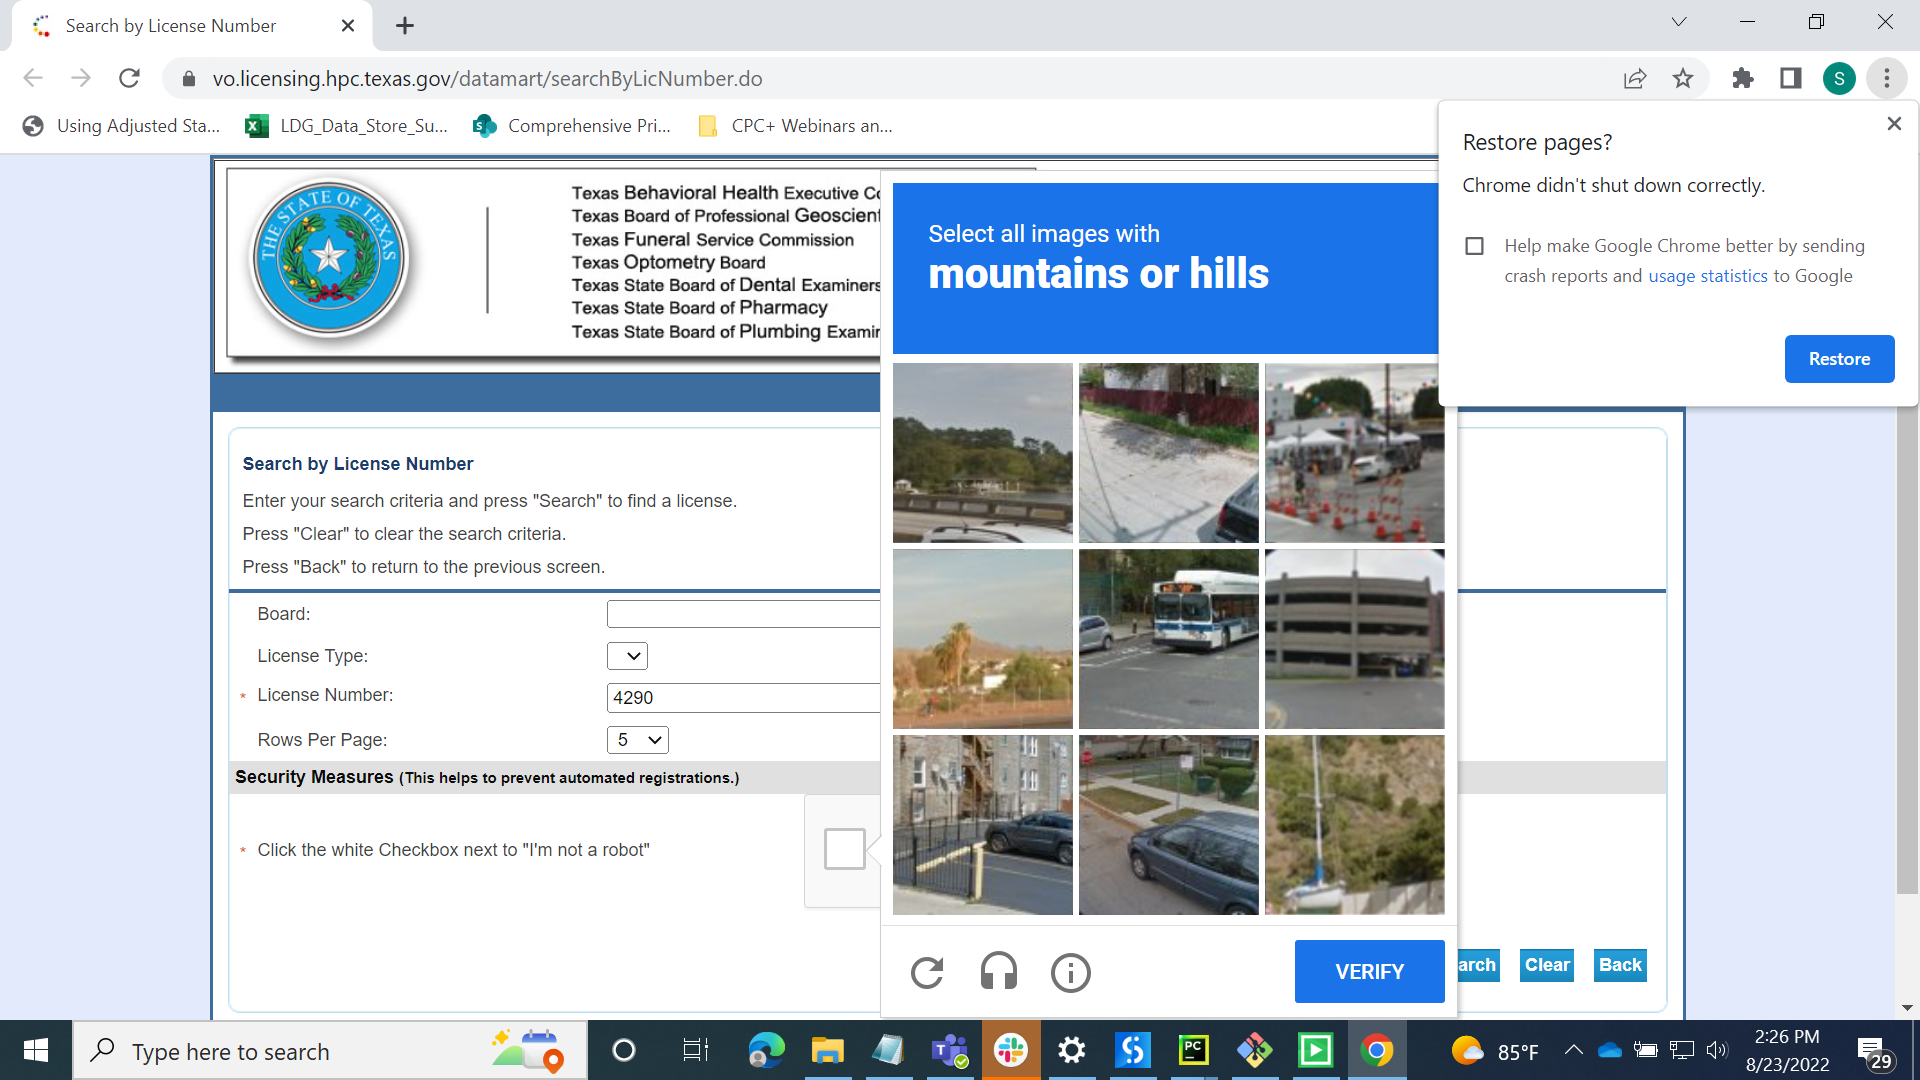 Search by License Number
vo.licensing.hpc.texas.gov/datamart/searchByLicNumber.do
S
Using Adjusted Sta...
LDG_Data_Store_Su...
Comprehensive Pri...
CPC+ Webinars an...
Restore pages?
Chrome didn't shut down correctly.
Help make Google Chrome better by sending
crash reports and usage statistics to Google
Restore
THE STATE OF TEXAS
Texas Behavioral Health Executive Co
Texas Board of Professional Geoscient
Texas Funeral Service Commission
Texas Optometry Board
Texas State Board of Dental Examiners
Texas State Board of Pharmacy
Texas State Board of Plumbing Examin
Select all images with
mountains or hills
Search by License Number
Enter your search criteria and press "Search" to find a license.
Press "Clear" to clear the search criteria.
Press "Back" to return to the previous screen.
Board:
License Type:
* License Number:
4290
Rows Per Page:
5
Security Measures (This helps to prevent automated registrations.)
* Click the white Checkbox next to "I'm not a robot"
VERIFY
arch
Clear
Back
Type here to search
PC
85°F
2:26 PM
8/23/2022
29